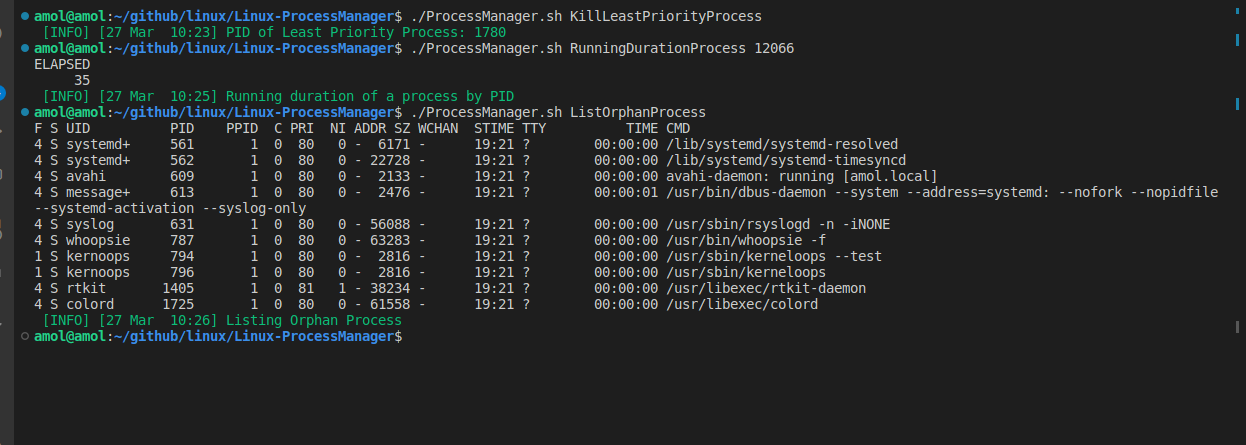 amol@amol:~/github/linux/Linux-ProcessManager$ ./ProcessManager.sh KillLeastPriorityProcess
[INFO] [27 Mar  10:23] PID of Least Priority Process: 1780
amol@amol:~/github/linux/Linux-ProcessManager$ ./ProcessManager.sh RunningDurationProcess 12066
ELAPSED
     35
[INFO] [27 Mar  10:25] Running duration of a process by PID
amol@amol:~/github/linux/Linux-ProcessManager$ ./ProcessManager.sh ListOrphanProcess
F S UID          PID    PPID  C PRI  NI ADDR SZ WCHAN  STIME TTY          TIME CMD
4 S systemd+     561       1  0  80   0 -  6171 -      19:21 ?        00:00:00 /lib/systemd/systemd-resolved
4 S systemd+     562       1  0  80   0 - 22728 -      19:21 ?        00:00:00 /lib/systemd/systemd-timesyncd
4 S avahi        609       1  0  80   0 -  2133 -      19:21 ?        00:00:00 avahi-daemon: running [amol.local]
4 S message+     613       1  0  80   0 -  2476 -      19:21 ?        00:00:01 /usr/bin/dbus-daemon --system --address=systemd: --nofork --nopidfile
--systemd-activation --syslog-only
4 S syslog       631       1  0  80   0 - 56088 -      19:21 ?        00:00:00 /usr/sbin/rsyslogd -n -iNONE
4 S whoopsie     787       1  0  80   0 - 63283 -      19:21 ?        00:00:00 /usr/bin/whoopsie -f
1 S kernoops     794       1  0  80   0 -  2816 -      19:21 ?        00:00:00 /usr/sbin/kerneloops --test
1 S kernoops     796       1  0  80   0 -  2816 -      19:21 ?        00:00:00 /usr/sbin/kerneloops
4 S rtkit       1405       1  0  81   1 - 38234 -      19:21 ?        00:00:00 /usr/libexec/rtkit-daemon
4 S colord      1725       1  0  80   0 - 61558 -      19:21 ?        00:00:00 /usr/libexec/colord
[INFO] [27 Mar  10:26] Listing Orphan Process
amol@amol:~/github/linux/Linux-ProcessManager$